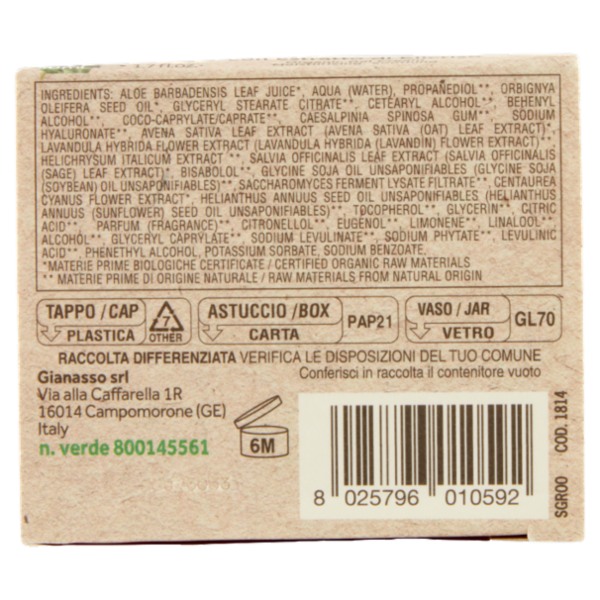 INGREDIENTS: ALOE BARBADENSIS LEAF JUICE*, AQUA (WATER), PROPANEDIOL**, ORBIGNYA
OLEIFERA SEED OIL*, GLYCERYL STEARATE CITRATE**, CETEARYL ALCOHOL**, BEHENYL
ALCOHOL**, COCO-CAPRYLATE/CAPRATE**, CAESALPINIA SPINOSA GUM**, SODIUM
HYALURONATE**, AVENA SATIVA LEAF EXTRACT (AVENA SATIVA (OAT) LEAF EXTRACT)*,
LAVANDULA HYBRIDA FLOWER EXTRACT (LAVANDULA HYBRIDA (LAVANDIN) FLOWER EXTRACT)**,
HELICHRYSUM ITALICUM EXTRACT **, SALVIA OFFICINALIS LEAF EXTRACT (SALVIA OFFICINALIS
(SAGE) LEAF EXTRACT)*, BISABOLOL**, GLYCINE SOJA OIL UNSAPONIFIABLES (GLYCINE SOJA
(SOYBEAN) OIL UNSAPONIFIABLES)**, SACCHAROMYCES FERMENT LYSATE FILTRATE**, CENTAUREA
CYANUS FLOWER EXTRACT*, HELIANTHUS ANNUUS SEED OIL UNSAPONIFIABLES (HELIANTHUS
ANNUUS (SUNFLOWER) SEED OIL UNSAPONIFIABLES)**, TOCOPHEROL**, GLYCERIN**, CITRIC
ACID**, PARFUM (FRAGRANCE)**, CITRONELLOL**, EUGENOL**, LIMONENE**, LINALOOL**,
ALCOHOL*, GLYCERYL CAPRYLATE**, SODIUM LEVULINATE**, SODIUM PHYTATE**, LEVULINIC
ACID**, PHENETHYL ALCOHOL, POTASSIUM SORBATE, SODIUM BENZOATE.
*MATERIE PRIME BIOLOGICHE CERTIFICATE / CERTIFIED ORGANIC RAW MATERIALS
** MATERIE PRIME DI ORIGINE NATURALE / RAW MATERIALS FROM NATURAL ORIGIN
TAPPO/CAP
PLASTICA
7
OTHER
ASTUCCIO/BOX
CARTA
PAP21
VASO/JAR
VETRO
GL70
RACCOLTA DIFFERENZIATA VERIFICA LE DISPOSIZIONI DEL TUO COMUNE
Conferisci in raccolta il contenitore vuoto
Gianasso srl
Via alla Caffarella 1R
16014 Campomorone (GE)
Italy
n. verde 800145561
6M
8 025796 010592
SGR00 COD. 1814